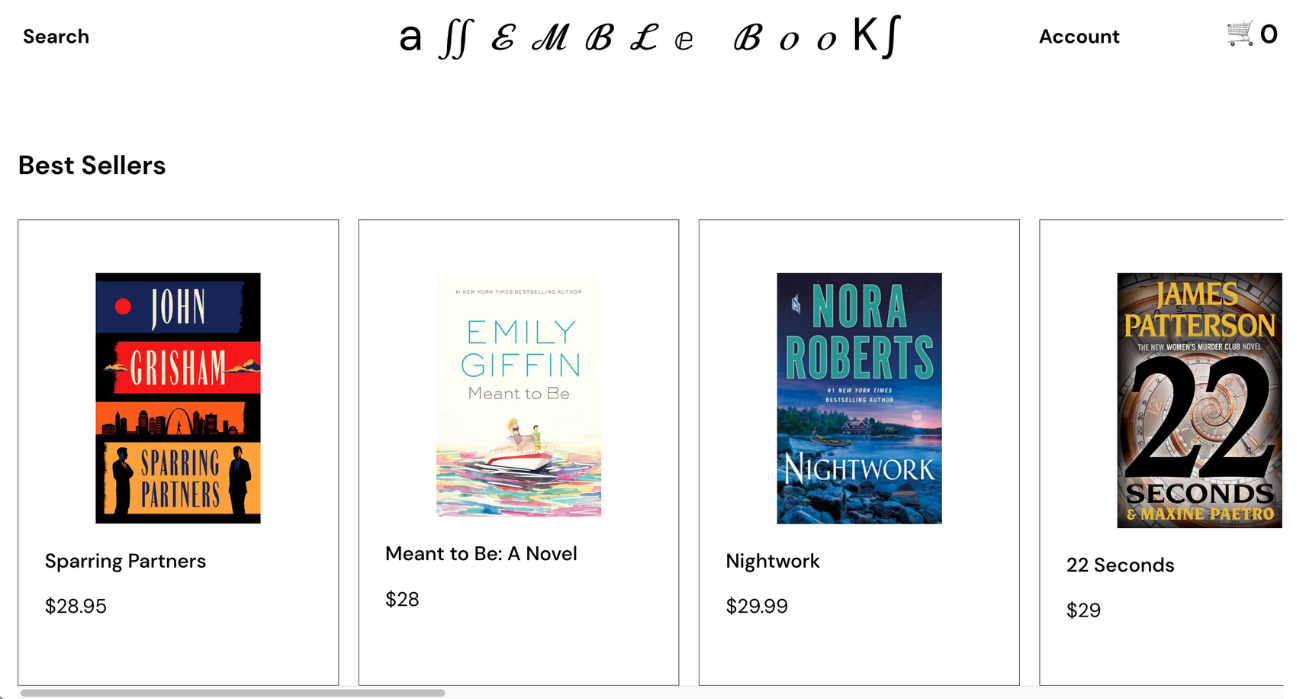 Search
a ʃʃ ℰ ℳ ℬ ℒ ℮ ℬ ℴ ℴ K ʃ
Account
🛒 0
Best Sellers
JOHN
GRISHAM
SPARRING
PARTNERS
Sparring Partners
$28.95
#1 NEW YORK TIMES BESTSELLING AUTHOR
EMILY
GIFFIN
Meant to Be
Meant to Be: A Novel
$28
NORA
ROBERTS
#1 NEW YORK TIMES
BESTSELLING AUTHOR
NIGHTWORK
Nightwork
$29.99
JAMES
PATTERSON
THE NEW WOMEN'S MURDER CLUB NOVEL
22
SECONDS
& MAXINE PAETRO
22 Seconds
$29